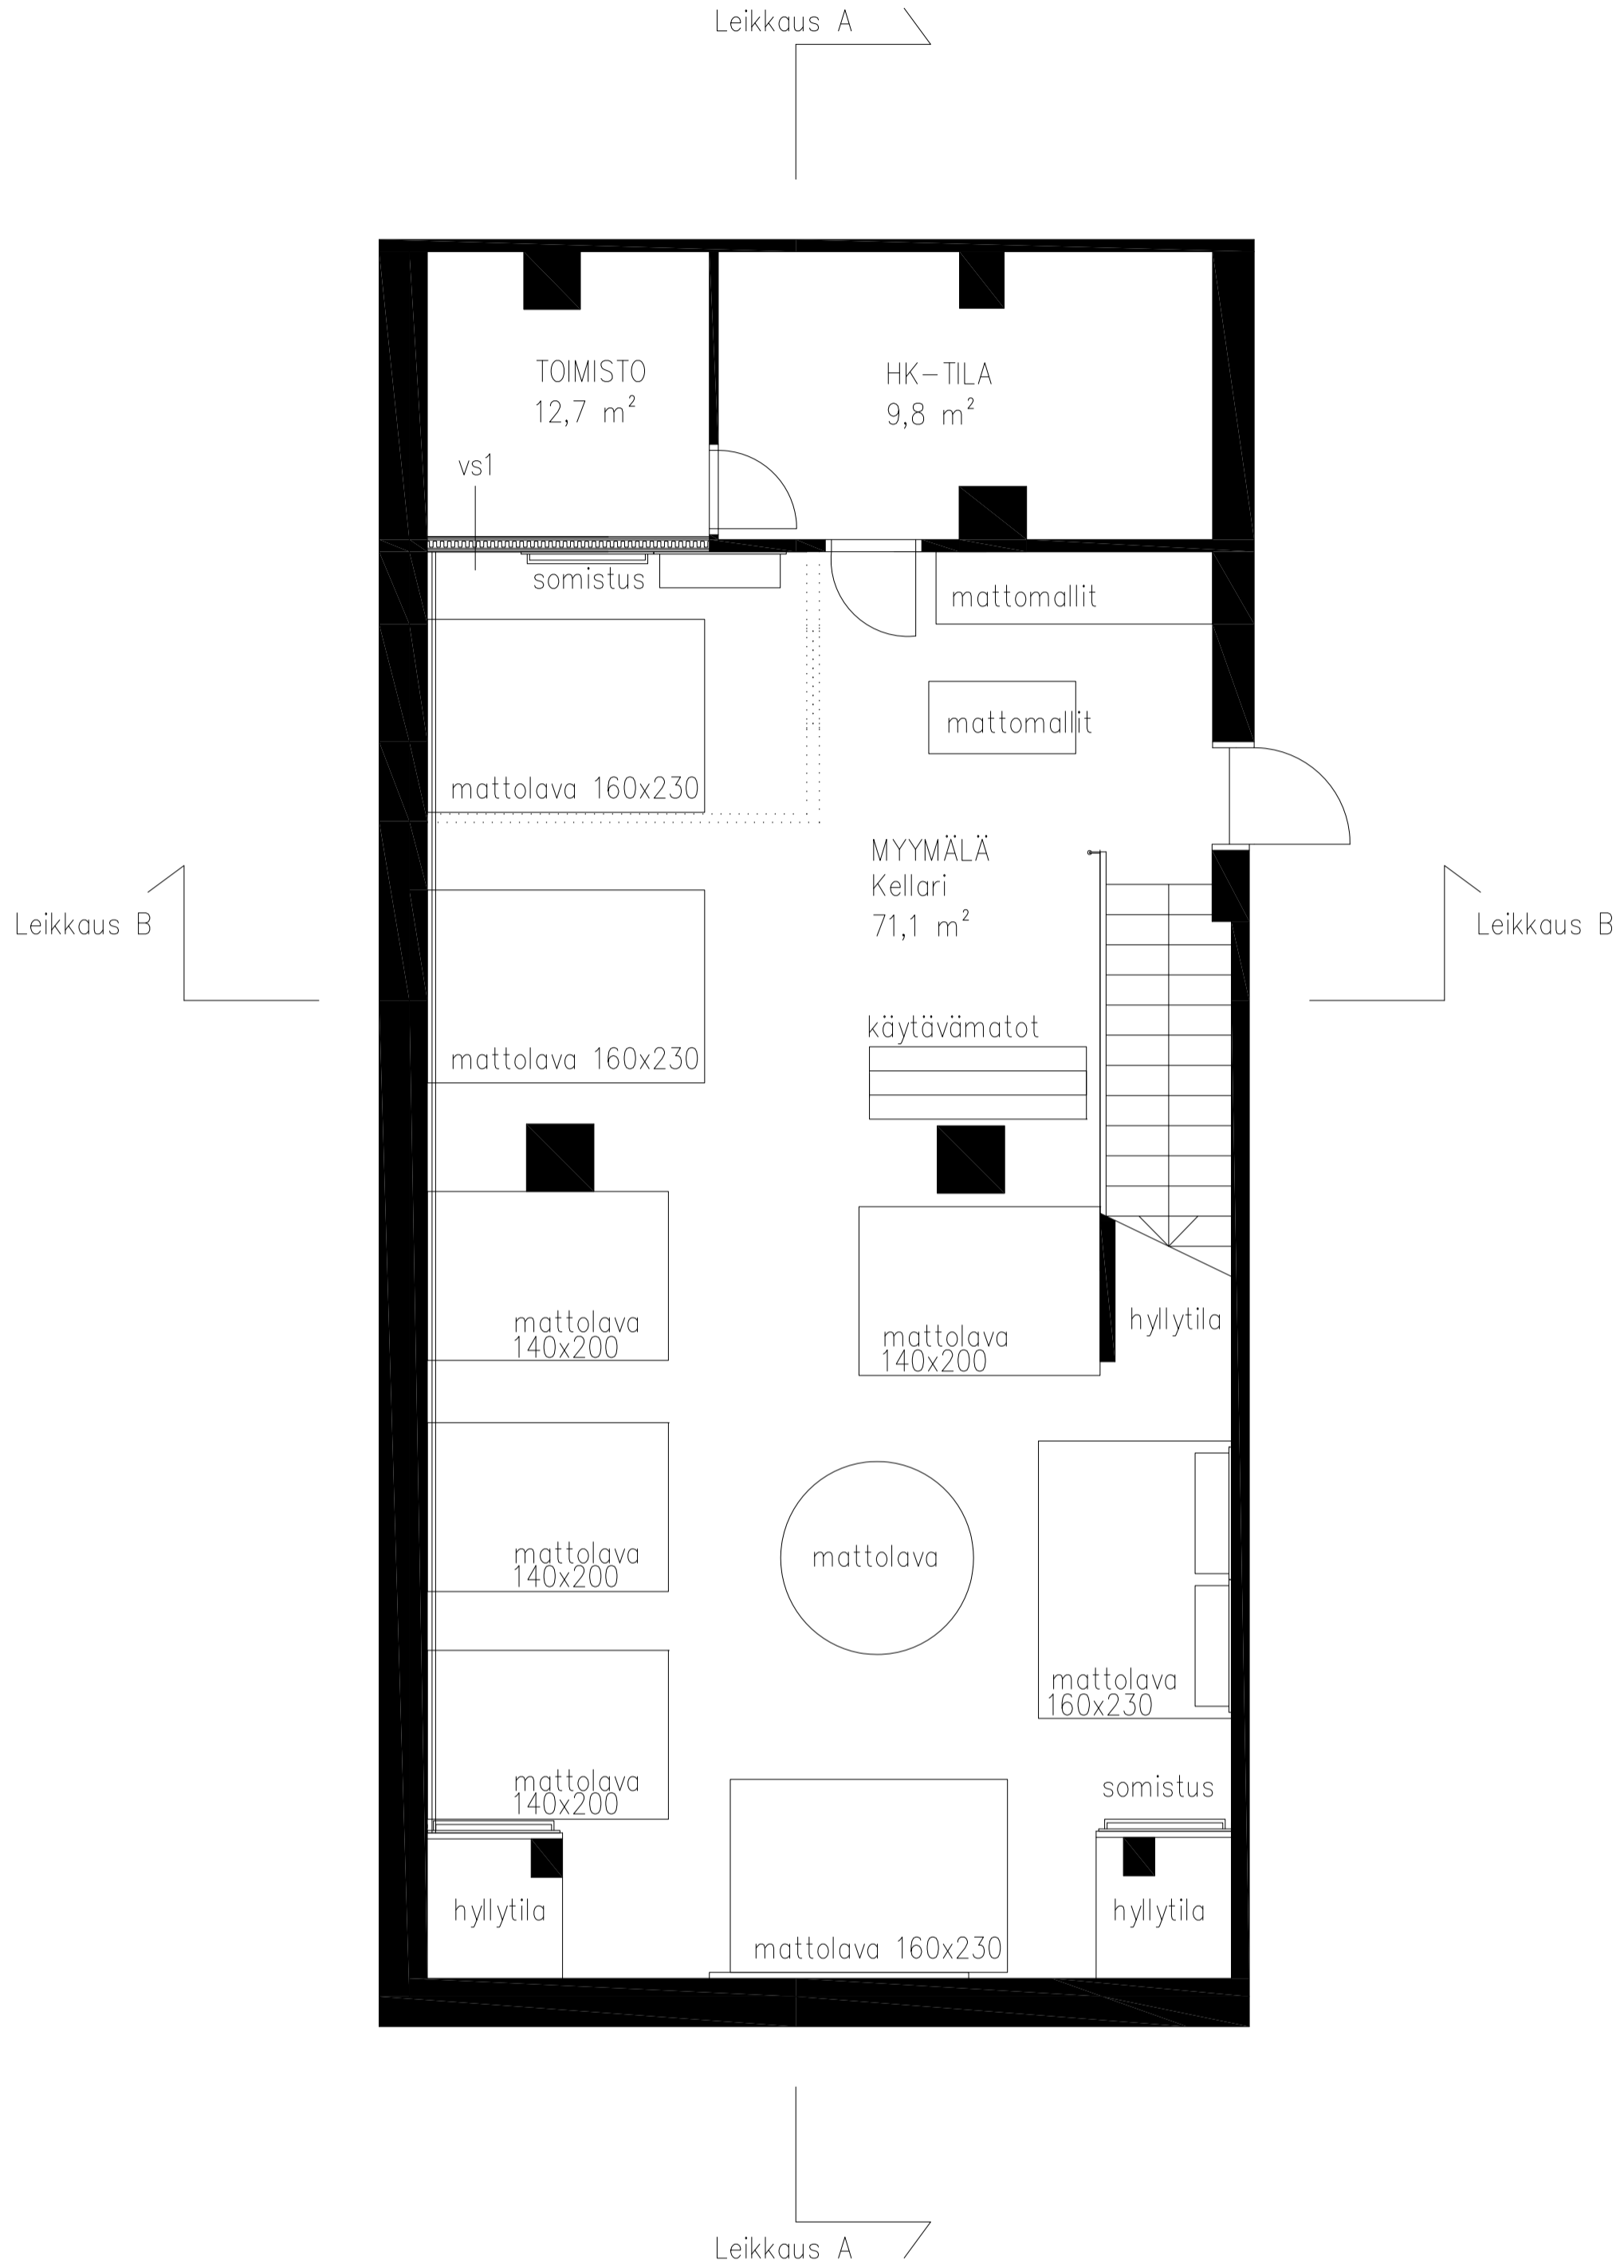 Leikkaus A
TOIMISTO
12,7 m²
HK-TILA
9,8 m²
vs1
somistus
mattomallit
mattomallit
mattolava 160x230
MYYMÄLÄ
Kellari
71,1 m²
Leikkaus B
Leikkaus B
käytävämatot
mattolava 160x230
mattolava
140x200
mattolava
140x200
hyllytila
mattolava
140x200
mattolava
mattolava
160x230
mattolava
140x200
somistus
hyllytila
mattolava 160x230
hyllytila
Leikkaus A